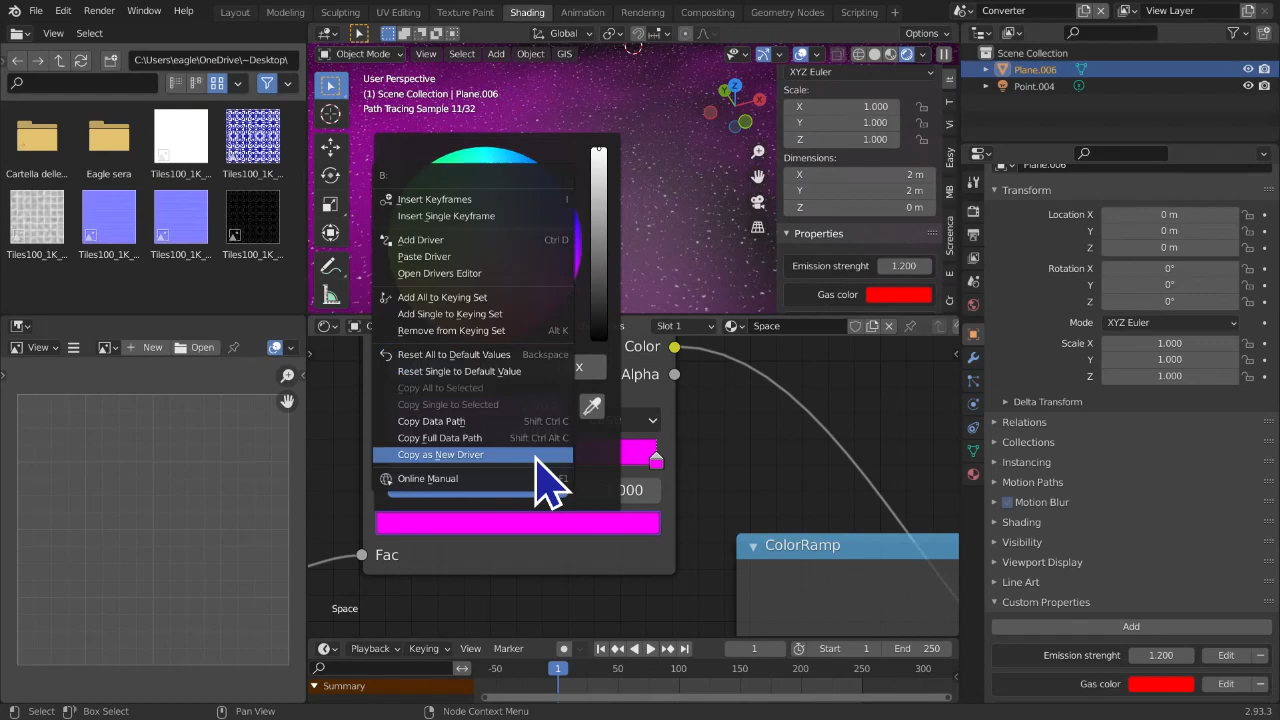 File Edit Render Window Help Layout Modeling Sculpting UV Editing Texture Paint Shading Animation Rendering Compositing Geometry Nodes Scripting Converter View Layer
View Select
C:\Users\eagle\OneDrive\~Desktop\
Cartella delle...
Eagle sera
Tiles100_1K_...
Tiles100_1K_...
Tiles100_1K_...
Tiles100_1K_...
Tiles100_1K_...
Tiles100_1K_...
View New Open
Global Options
Object Mode View Select Add Object GIS
User Perspective
(1) Scene Collection | Plane.006
Path Tracing Sample 11/32
XYZ Euler
Scale:
X 1.000
Y 1.000
Z 1.000
Dimensions:
X 2 m
Y 2 m
Z 0 m
Properties
Emission strenght 1.200
Gas color
T
Vi
Easy
MB
Screenca
E
Cr
B:
Insert Keyframes I
Insert Single Keyframe
Add Driver Ctrl D
Paste Driver
Open Drivers Editor
Add All to Keying Set
Add Single to Keying Set
Remove from Keying Set Alt K
Reset All to Default Values Backspace
Reset Single to Default Value
Copy All to Selected
Copy Single to Selected
Copy Data Path Shift Ctrl C
Copy Full Data Path Shift Ctrl Alt C
Copy as New Driver
Online Manual
Slot 1 Space
Color
Alpha
Fac
ColorRamp
Space
Playback Keying View Marker 1 Start 1 End 250
-50 1 50 100 150 200 250 300
Summary
Scene Collection
Plane.006
Point.004
Plane.006
Transform
Location X 0 m
Y 0 m
Z 0 m
Rotation X 0°
Y 0°
Z 0°
Mode XYZ Euler
Scale X 1.000
Y 1.000
Z 1.000
Delta Transform
Relations
Collections
Instancing
Motion Paths
Motion Blur
Shading
Visibility
Viewport Display
Line Art
Custom Properties
Add
Emission strenght 1.200 Edit
Gas color Edit
Select Box Select Pan View Node Context Menu 2.93.3